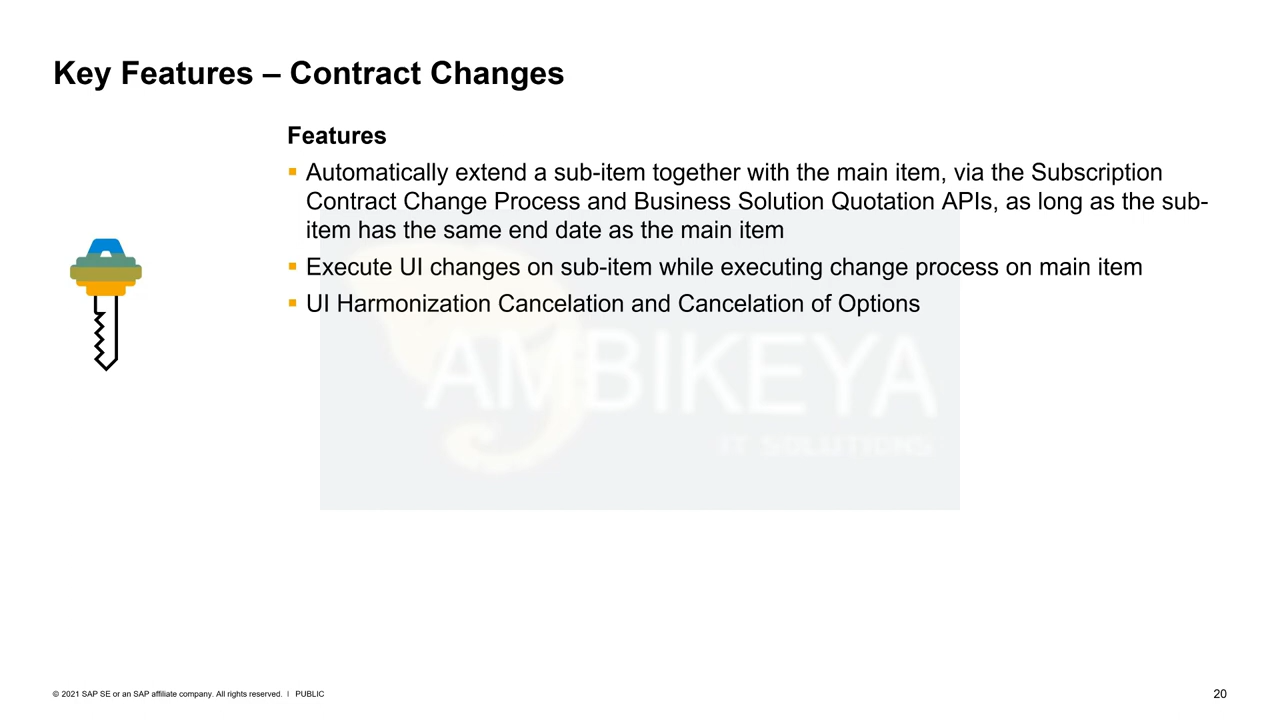 Key Features – Contract Changes
Features
▪ Automatically extend a sub-item together with the main item, via the Subscription
Contract Change Process and Business Solution Quotation APIs, as long as the sub-
item has the same end date as the main item
▪ Execute UI changes on sub-item while executing change process on main item
▪ UI Harmonization Cancelation and Cancelation of Options
AMBIKEYA
IT SOLUTIONS
© 2021 SAP SE or an SAP affiliate company. All rights reserved. ǀ PUBLIC
20